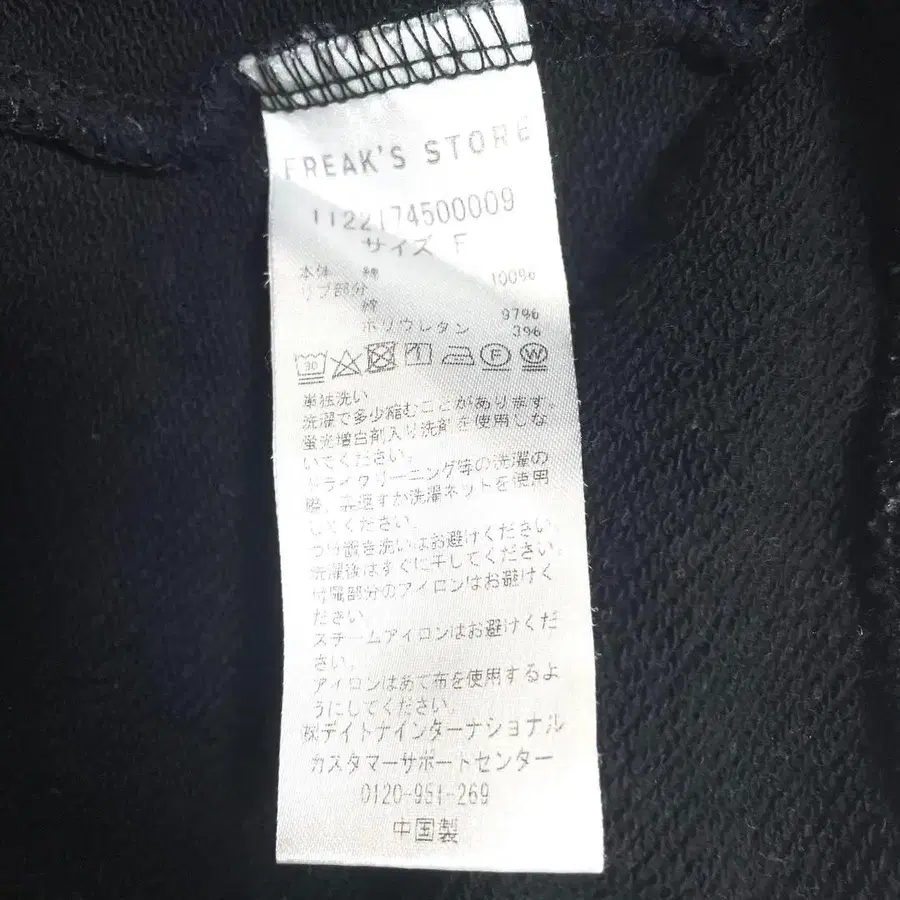 FREAK'S STORE
1122174500009
サイズ F
本体 綿 100%
リブ部分
綿 97%
ポリウレタン 3%
30 F W
単独洗い
洗濯で多少縮むことがあります。
蛍光増白剤入り洗剤を使用しな
いでください。
ドライクリーニング等の洗濯の
際、裏返すか洗濯ネットを使用
してください。
つけ置き洗いはお避けください。
洗濯後はすぐに干してください。
付属部分のアイロンはお避けく
ださい
スチームアイロンはお避けくだ
さい。
アイロンはあて布を使用するよ
うにしてください。
㈱デイトナインターナショナル
カスタマーサポートセンター
0120-951-269
中国製